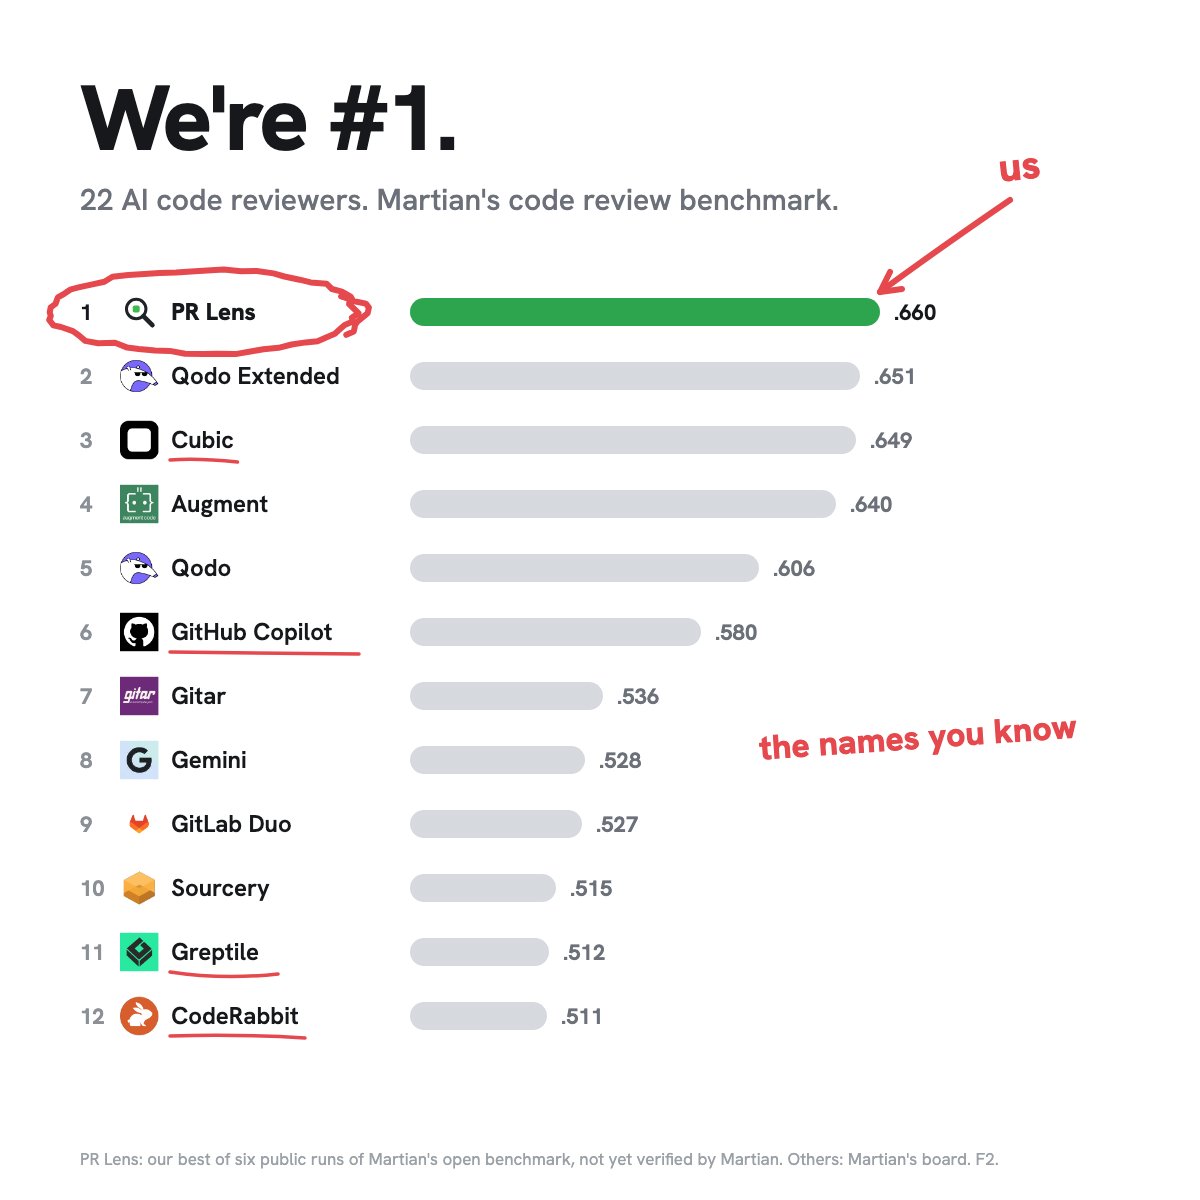 We're #1.
22 AI code reviewers. Martian's code review benchmark.
us
1 PR Lens .660
2 Qodo Extended .651
3 Cubic .649
4 augment code Augment .640
5 Qodo .606
6 GitHub Copilot .580
7 gitar Gitar .536
the names you know
8 G Gemini .528
9 GitLab Duo .527
10 Sourcery .515
11 Greptile .512
12 CodeRabbit .511
PR Lens: our best of six public runs of Martian's open benchmark, not yet verified by Martian. Others: Martian's board. F2.